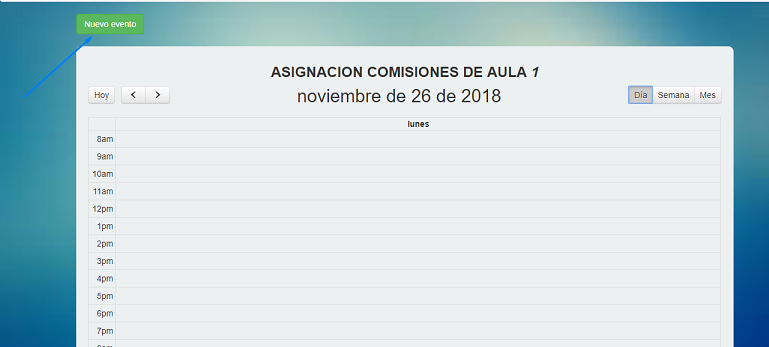 Nuevo evento
ASIGNACION COMISIONES DE AULA 1
Hoy
noviembre de 26 de 2018
Día Semana Mes
lunes
8am
9am
10am
11am
12pm
1pm
2pm
3pm
4pm
5pm
6pm
7pm